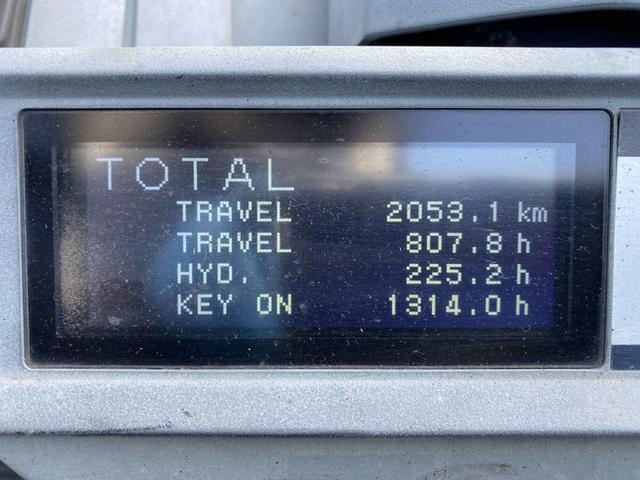 TOTAL
TRAVEL 2053.1 km
TRAVEL 807.8 h
HYD. 225.2 h
KEY ON 1314.0 h